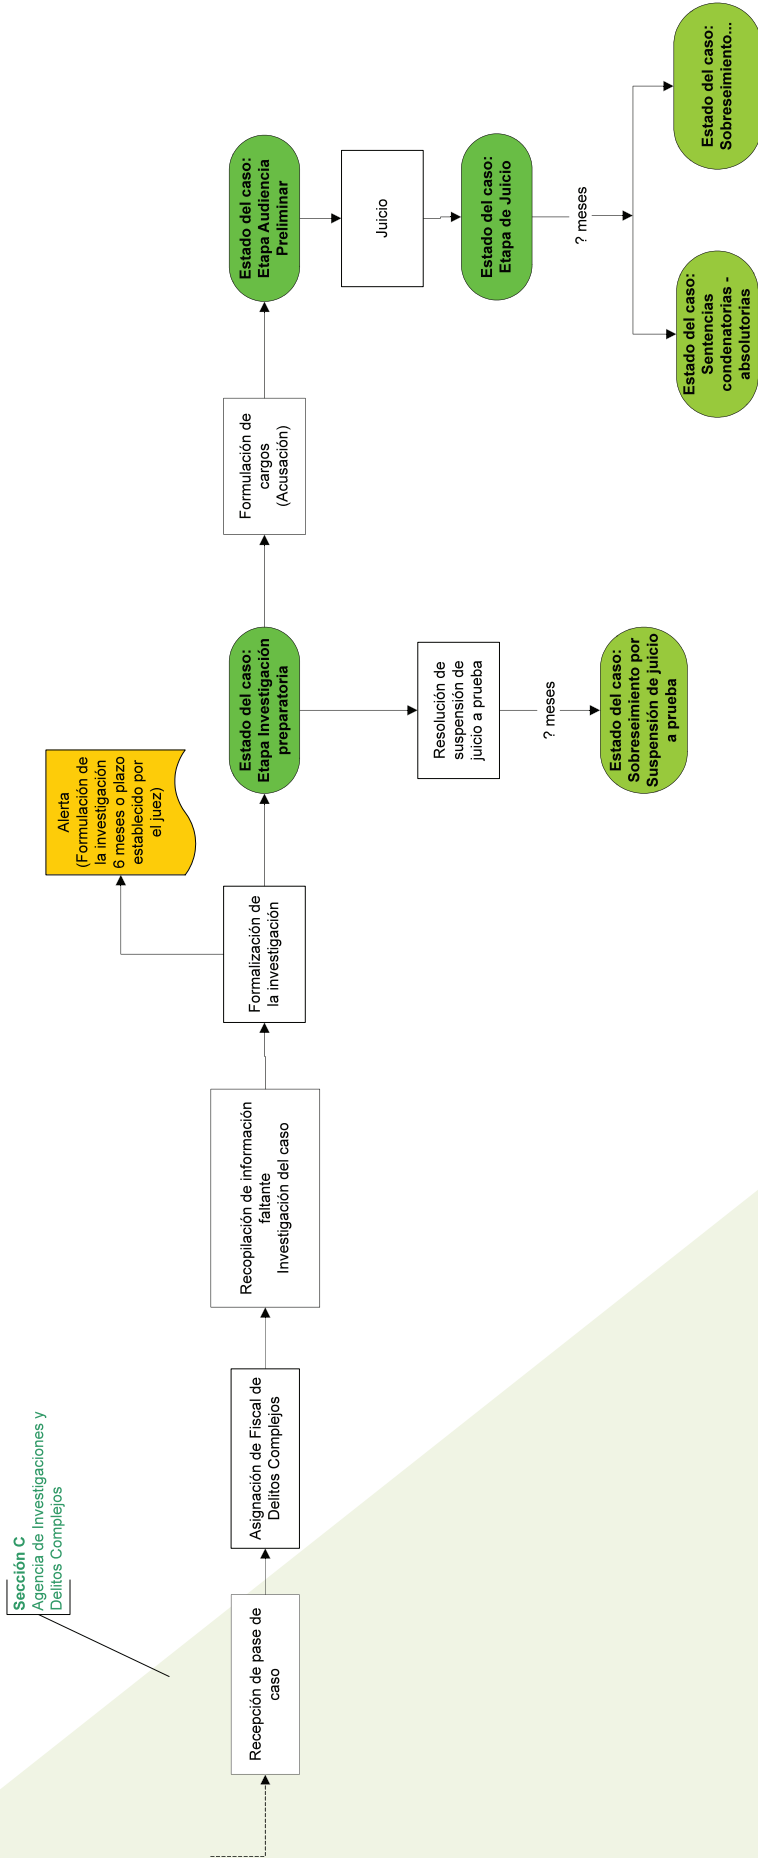 Sección C
Agencia de Investigaciones y
Delitos Complejos
Recepción de pase de
caso
Asignación de Fiscal de
Delitos Complejos
Recopilación de información
faltante
Investigación del caso
Formalización de
la investigación
Alerta
(Formulación de
la investigación
6 meses o plazo
establecido por
el juez)
Estado del caso:
Etapa Investigación
preparatoria
Resolución de
suspensión de
juicio a prueba
? meses
Estado del caso:
Sobreseimiento por
Suspensión de juicio
a prueba
Formulación de
cargos
(Acusación)
Estado del caso:
Etapa Audiencia
Preliminar
Juicio
Estado del caso:
Etapa de Juicio
? meses
Estado del caso:
Sentencias
condenatorias -
absolutorias
Estado del caso:
Sobreseimiento...